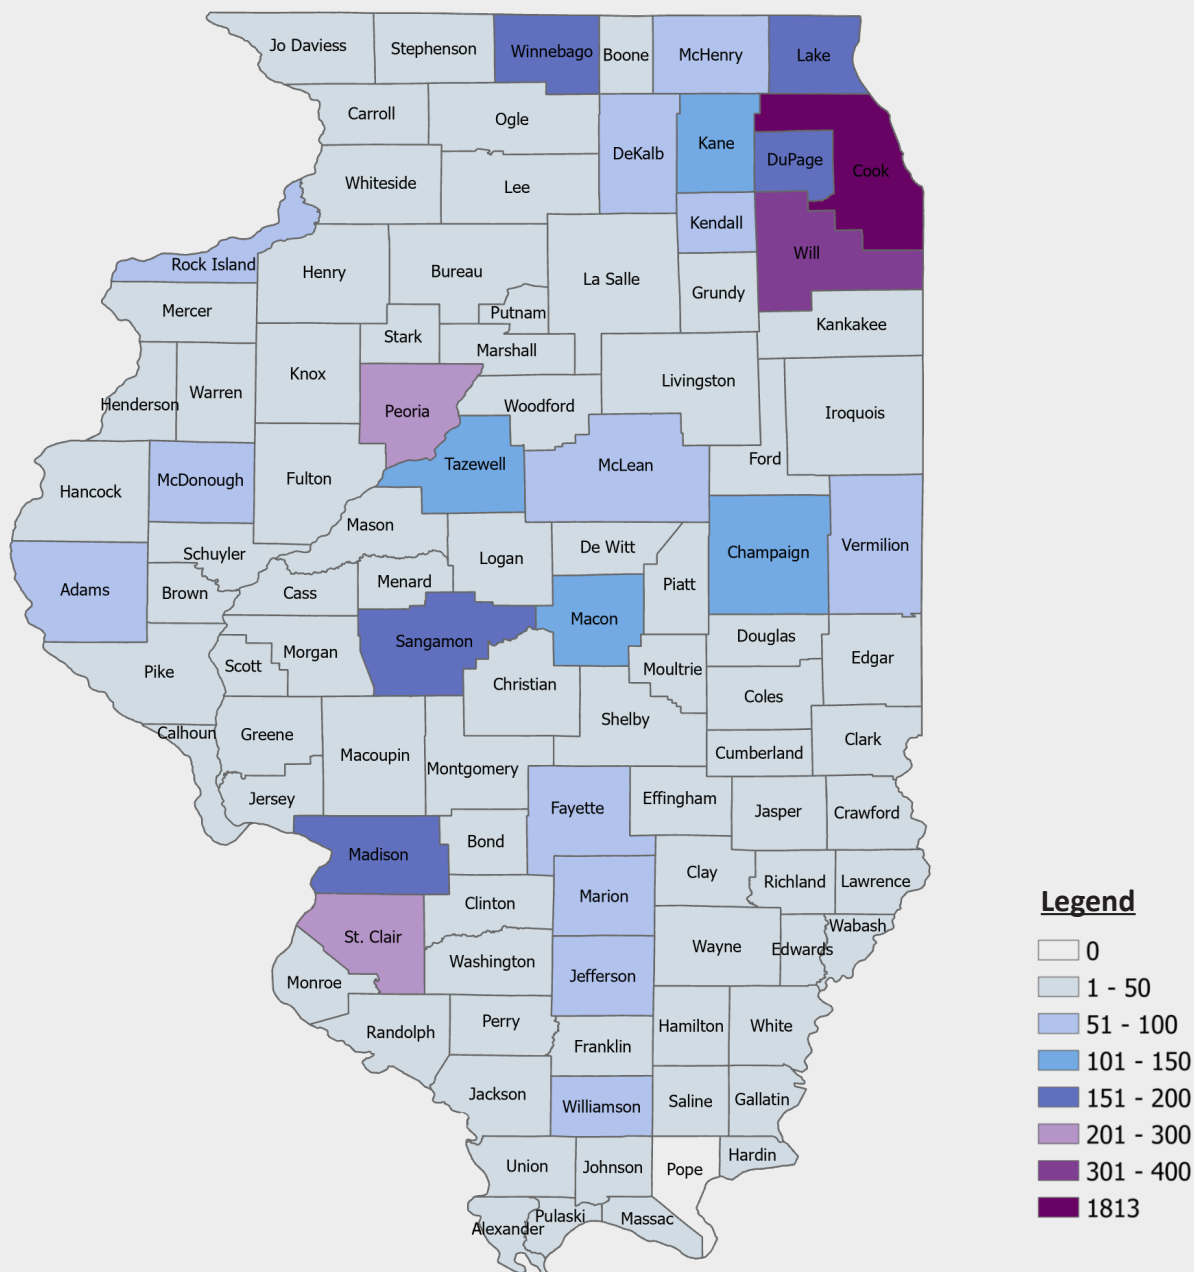 Jo Daviess
Stephenson
Winnebago
Boone
McHenry
Lake
Carroll
Ogle
DeKalb
Kane
DuPage
Cook
Whiteside
Lee
Kendall
Will
Rock Island
Henry
Bureau
La Salle
Grundy
Mercer
Putnam
Kankakee
Stark
Marshall
Knox
Livingston
Warren
Henderson
Peoria
Woodford
Iroquois
Ford
McDonough
Fulton
Tazewell
McLean
Hancock
Mason
Vermilion
Schuyler
Logan
De Witt
Champaign
Adams
Brown
Cass
Menard
Piatt
Macon
Sangamon
Douglas
Morgan
Scott
Pike
Christian
Moultrie
Edgar
Coles
Shelby
Calhoun
Greene
Macoupin
Montgomery
Cumberland
Clark
Jersey
Fayette
Effingham
Jasper
Crawford
Madison
Bond
Clay
Richland
Lawrence
Marion
Clinton
St. Clair
Wabash
Wayne
Edwards
Washington
Jefferson
Monroe
Randolph
Perry
Hamilton
White
Franklin
Jackson
Williamson
Saline
Gallatin
Union
Johnson
Pope
Hardin
Alexander
Pulaski
Massac
Legend
0
1 - 50
51 - 100
101 - 150
151 - 200
201 - 300
301 - 400
1813